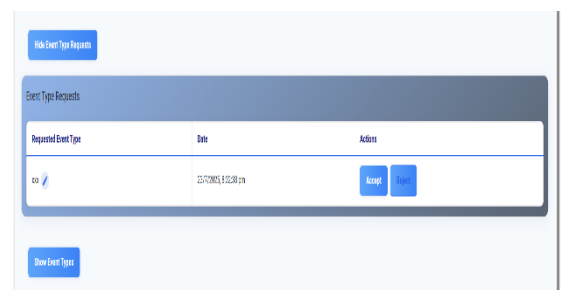 Hide Event Type Requests
Event Type Requests
Requested Event Type Date Actions
Accept Reject
Show Event Types